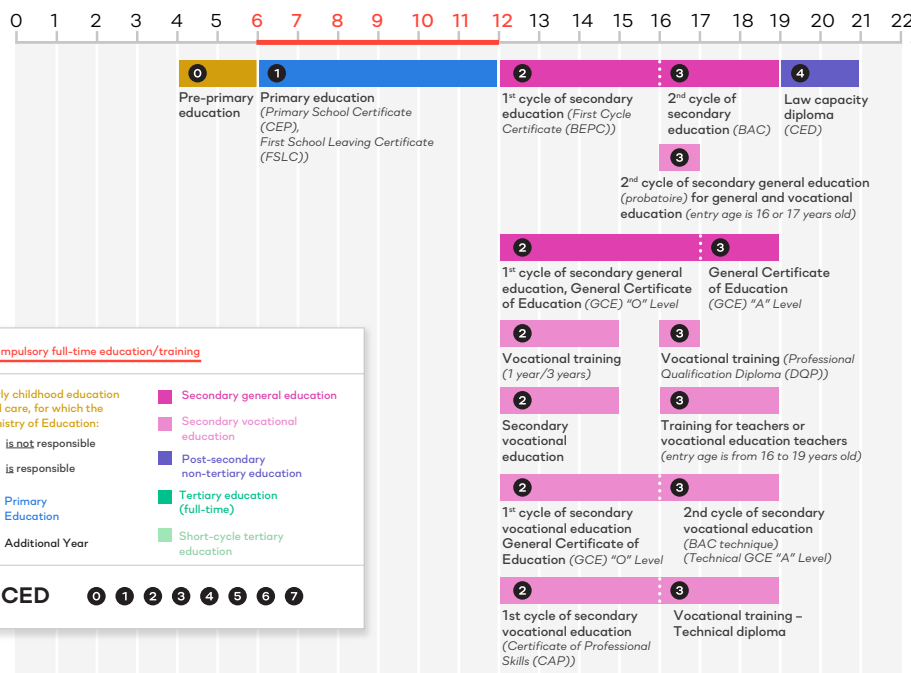 0 1 2 3 4 5 6 7 8 9 10 11 12 13 14 15 16 17 18 19 20 21 22
0 1 2 3 4
Pre-primary
education
Primary education
(Primary School Certificate
(CEP),
First School Leaving Certificate
(FSLC))
1st cycle of secondary
education (First Cycle
Certificate (BEPC))
2nd cycle of
secondary
education (BAC)
Law capacity
diploma
(CED)
3
2nd cycle of secondary general education
(probatoire) for general and vocational
education (entry age is 16 or 17 years old)
2 3
1st cycle of secondary general
education, General Certificate
of Education (GCE) “O” Level
General Certificate
of Education
(GCE) “A” Level
2 3
Vocational training
(1 year/3 years)
Vocational training (Professional
Qualification Diploma (DQP))
2 3
Secondary
vocational
education
Training for teachers or
vocational education teachers
(entry age is from 16 to 19 years old)
2 3
1st cycle of secondary
vocational education
General Certificate of
Education (GCE) “O” Level
2nd cycle of secondary
vocational education
(BAC technique)
(Technical GCE “A” Level)
2 3
1st cycle of secondary
vocational education
(Certificate of Professional
Skills (CAP))
Vocational training –
Technical diploma
mpulsory full-time education/training
ly childhood education
l care, for which the
nistry of Education:
is not responsible
is responsible
Primary
Education
Additional Year
Secondary general education
Secondary vocational
education
Post-secondary
non-tertiary education
Tertiary education
(full-time)
Short-cycle tertiary
education
CED 0 1 2 3 4 5 6 7